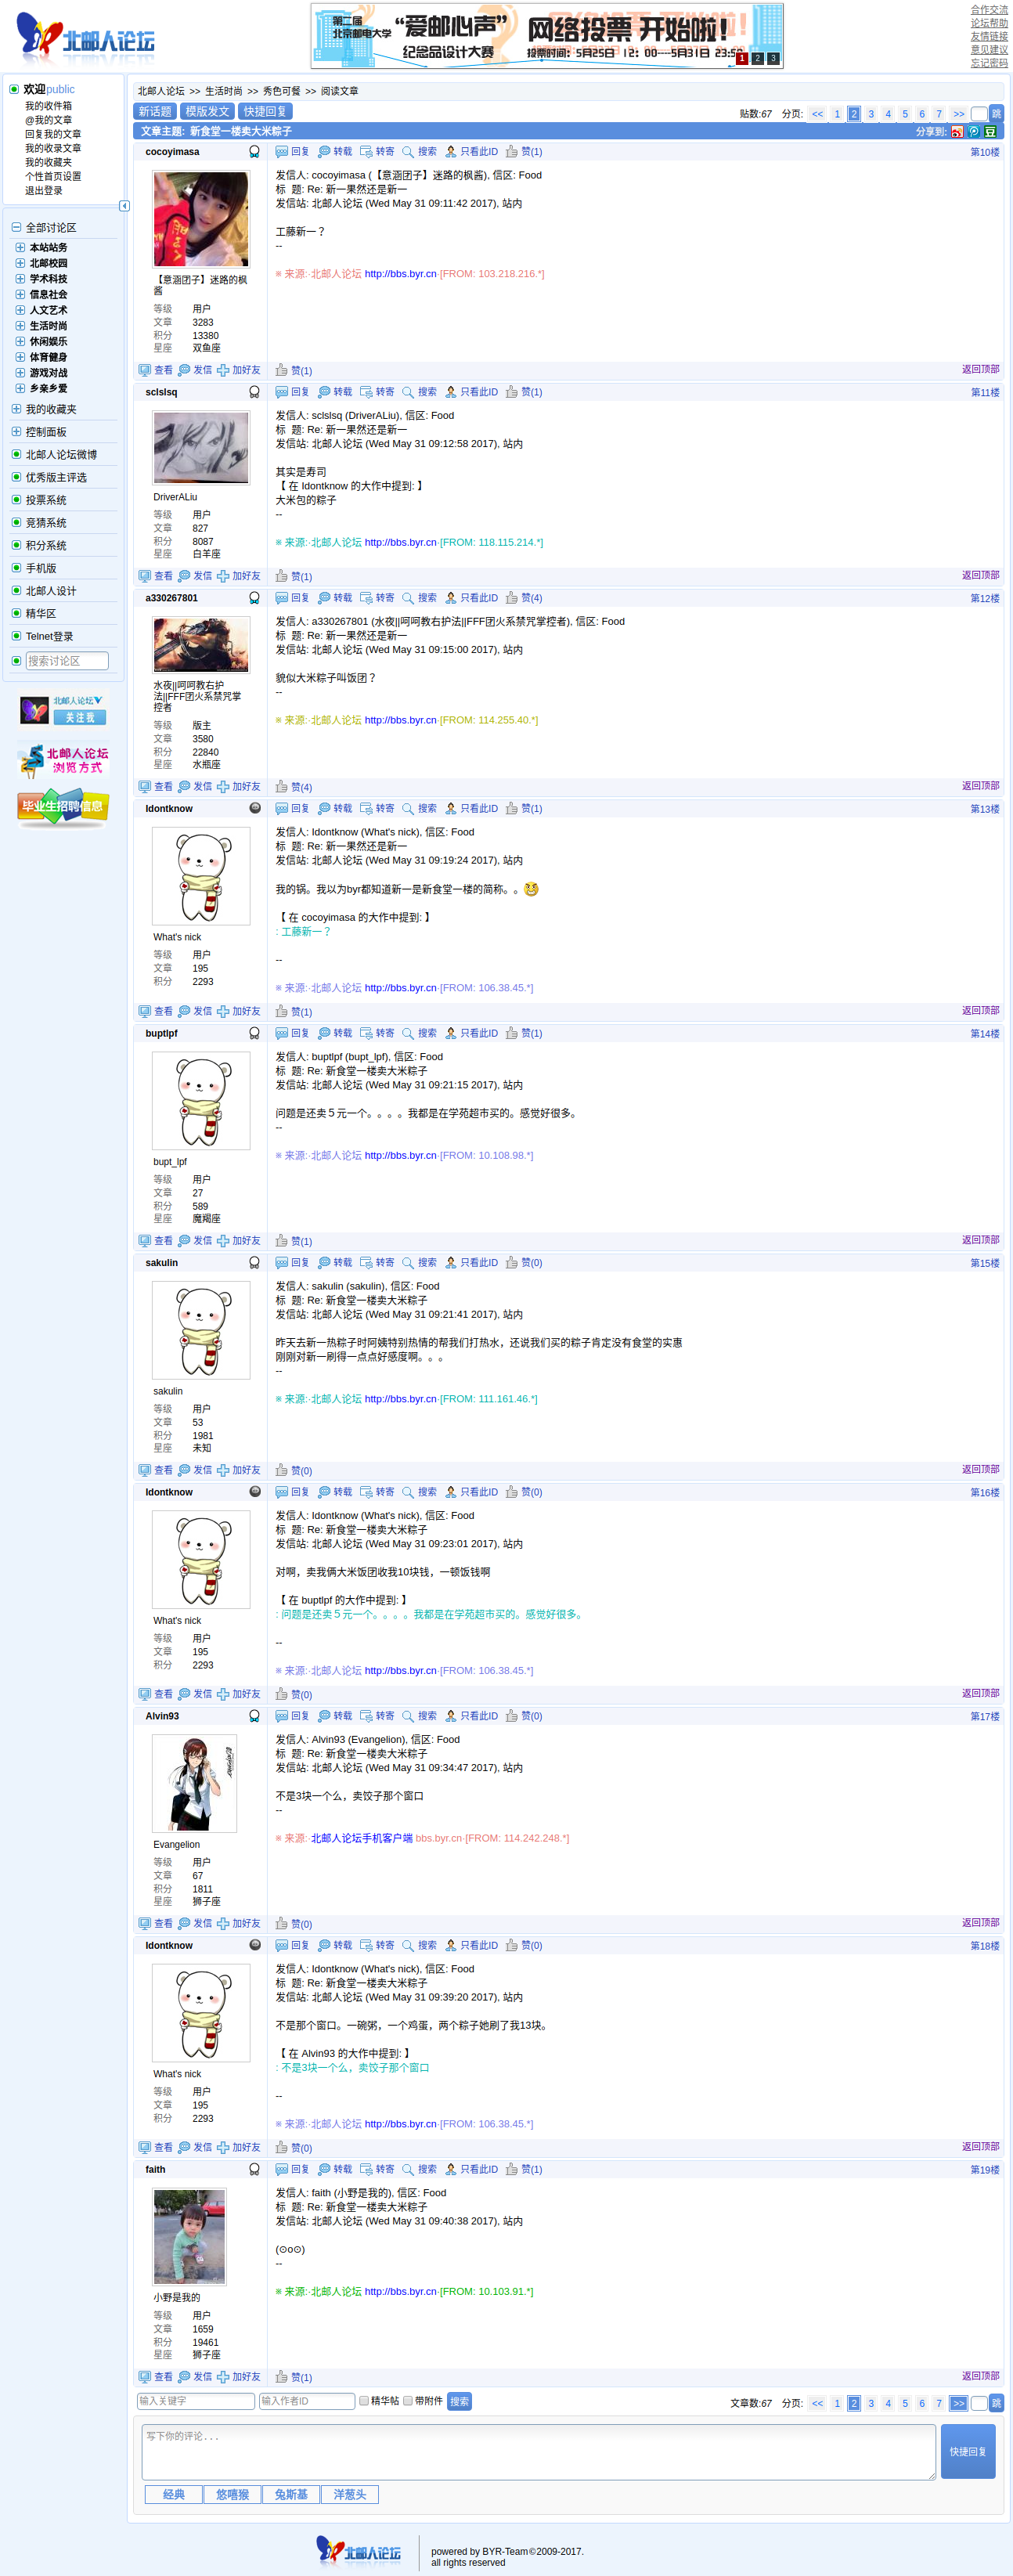 北邮人论坛
第二届
北京邮电大学
“爱邮心声”
纪念品设计大赛
网络投票 开始啦!
投票时间: 5月25日 12:00----5月31日 23:59
1 2 3
合作交流
论坛帮助
友情链接
意见建议
忘记密码
欢迎public
我的收件箱
@我的文章
回复我的文章
我的收录文章
我的收藏夹
个性首页设置
退出登录
全部讨论区
本站站务
北邮校园
学术科技
信息社会
人文艺术
生活时尚
休闲娱乐
体育健身
游戏对战
乡亲乡爱
我的收藏夹
控制面板
北邮人论坛微博
优秀版主评选
投票系统
竞猜系统
积分系统
手机版
北邮人设计
精华区
Telnet登录
搜索讨论区
北邮人论坛
关注我
北邮人论坛
浏览方式
毕业生招聘信息
北邮人论坛 >> 生活时尚 >> 秀色可餐 >> 阅读文章
新话题 模版发文 快捷回复
贴数:67 分页: << 1 2 3 4 5 6 7 >> 跳
文章主题: 新食堂一楼卖大米粽子
分享到:
cocoyimasa
回复 转载 转寄 搜索 只看此ID 赞(1) 第10楼
【意涵团子】迷路的枫酱
等级 用户
文章 3283
积分 13380
星座 双鱼座
发信人: cocoyimasa (【意涵团子】迷路的枫酱), 信区: Food
标 题: Re: 新一果然还是新一
发信站: 北邮人论坛 (Wed May 31 09:11:42 2017), 站内
工藤新一？
--
※ 来源:·北邮人论坛 http://bbs.byr.cn·[FROM: 103.218.216.*]
查看 发信 加好友 赞(1) 返回顶部
sclslsq
回复 转载 转寄 搜索 只看此ID 赞(1) 第11楼
DriverALiu
等级 用户
文章 827
积分 8087
星座 白羊座
发信人: sclslsq (DriverALiu), 信区: Food
标 题: Re: 新一果然还是新一
发信站: 北邮人论坛 (Wed May 31 09:12:58 2017), 站内
其实是寿司
【 在 Idontknow 的大作中提到: 】
大米包的粽子
--
※ 来源:·北邮人论坛 http://bbs.byr.cn·[FROM: 118.115.214.*]
查看 发信 加好友 赞(1) 返回顶部
a330267801
回复 转载 转寄 搜索 只看此ID 赞(4) 第12楼
水夜||呵呵教右护法||FFF团火系禁咒掌控者
等级 版主
文章 3580
积分 22840
星座 水瓶座
发信人: a330267801 (水夜||呵呵教右护法||FFF团火系禁咒掌控者), 信区: Food
标 题: Re: 新一果然还是新一
发信站: 北邮人论坛 (Wed May 31 09:15:00 2017), 站内
貌似大米粽子叫饭团？
--
※ 来源:·北邮人论坛 http://bbs.byr.cn·[FROM: 114.255.40.*]
查看 发信 加好友 赞(4) 返回顶部
Idontknow
回复 转载 转寄 搜索 只看此ID 赞(1) 第13楼
What's nick
等级 用户
文章 195
积分 2293
发信人: Idontknow (What's nick), 信区: Food
标 题: Re: 新一果然还是新一
发信站: 北邮人论坛 (Wed May 31 09:19:24 2017), 站内
我的锅。我以为byr都知道新一是新食堂一楼的简称。。
【 在 cocoyimasa 的大作中提到: 】
: 工藤新一？
--
※ 来源:·北邮人论坛 http://bbs.byr.cn·[FROM: 106.38.45.*]
查看 发信 加好友 赞(1) 返回顶部
buptlpf
回复 转载 转寄 搜索 只看此ID 赞(1) 第14楼
bupt_lpf
等级 用户
文章 27
积分 589
星座 魔羯座
发信人: buptlpf (bupt_lpf), 信区: Food
标 题: Re: 新食堂一楼卖大米粽子
发信站: 北邮人论坛 (Wed May 31 09:21:15 2017), 站内
问题是还卖５元一个。。。。我都是在学苑超市买的。感觉好很多。
--
※ 来源:·北邮人论坛 http://bbs.byr.cn·[FROM: 10.108.98.*]
查看 发信 加好友 赞(1) 返回顶部
sakulin
回复 转载 转寄 搜索 只看此ID 赞(0) 第15楼
sakulin
等级 用户
文章 53
积分 1981
星座 未知
发信人: sakulin (sakulin), 信区: Food
标 题: Re: 新食堂一楼卖大米粽子
发信站: 北邮人论坛 (Wed May 31 09:21:41 2017), 站内
昨天去新一热粽子时阿姨特别热情的帮我们打热水，还说我们买的粽子肯定没有食堂的实惠
刚刚对新一刷得一点点好感度啊。。。
--
※ 来源:·北邮人论坛 http://bbs.byr.cn·[FROM: 111.161.46.*]
查看 发信 加好友 赞(0) 返回顶部
Idontknow
回复 转载 转寄 搜索 只看此ID 赞(0) 第16楼
What's nick
等级 用户
文章 195
积分 2293
发信人: Idontknow (What's nick), 信区: Food
标 题: Re: 新食堂一楼卖大米粽子
发信站: 北邮人论坛 (Wed May 31 09:23:01 2017), 站内
对啊，卖我俩大米饭团收我10块钱，一顿饭钱啊
【 在 buptlpf 的大作中提到: 】
: 问题是还卖５元一个。。。。我都是在学苑超市买的。感觉好很多。
--
※ 来源:·北邮人论坛 http://bbs.byr.cn·[FROM: 106.38.45.*]
查看 发信 加好友 赞(0) 返回顶部
Alvin93
回复 转载 转寄 搜索 只看此ID 赞(0) 第17楼
Evangelion
等级 用户
文章 67
积分 1811
星座 狮子座
发信人: Alvin93 (Evangelion), 信区: Food
标 题: Re: 新食堂一楼卖大米粽子
发信站: 北邮人论坛 (Wed May 31 09:34:47 2017), 站内
不是3块一个么，卖饺子那个窗口
--
※ 来源:·北邮人论坛手机客户端 bbs.byr.cn·[FROM: 114.242.248.*]
查看 发信 加好友 赞(0) 返回顶部
Idontknow
回复 转载 转寄 搜索 只看此ID 赞(0) 第18楼
What's nick
等级 用户
文章 195
积分 2293
发信人: Idontknow (What's nick), 信区: Food
标 题: Re: 新食堂一楼卖大米粽子
发信站: 北邮人论坛 (Wed May 31 09:39:20 2017), 站内
不是那个窗口。一碗粥，一个鸡蛋，两个粽子她刷了我13块。
【 在 Alvin93 的大作中提到: 】
: 不是3块一个么，卖饺子那个窗口
--
※ 来源:·北邮人论坛 http://bbs.byr.cn·[FROM: 106.38.45.*]
查看 发信 加好友 赞(0) 返回顶部
faith
回复 转载 转寄 搜索 只看此ID 赞(1) 第19楼
小野是我的
等级 用户
文章 1659
积分 19461
星座 狮子座
发信人: faith (小野是我的), 信区: Food
标 题: Re: 新食堂一楼卖大米粽子
发信站: 北邮人论坛 (Wed May 31 09:40:38 2017), 站内
(⊙o⊙)
--
※ 来源:·北邮人论坛 http://bbs.byr.cn·[FROM: 10.103.91.*]
查看 发信 加好友 赞(1) 返回顶部
输入关键字 输入作者ID 精华帖 带附件 搜索
文章数:67 分页: << 1 2 3 4 5 6 7 >> 跳
写下你的评论...
快捷回复
经典 悠嘻猴 兔斯基 洋葱头
北邮人论坛
powered by BYR-Team©2009-2017.
all rights reserved